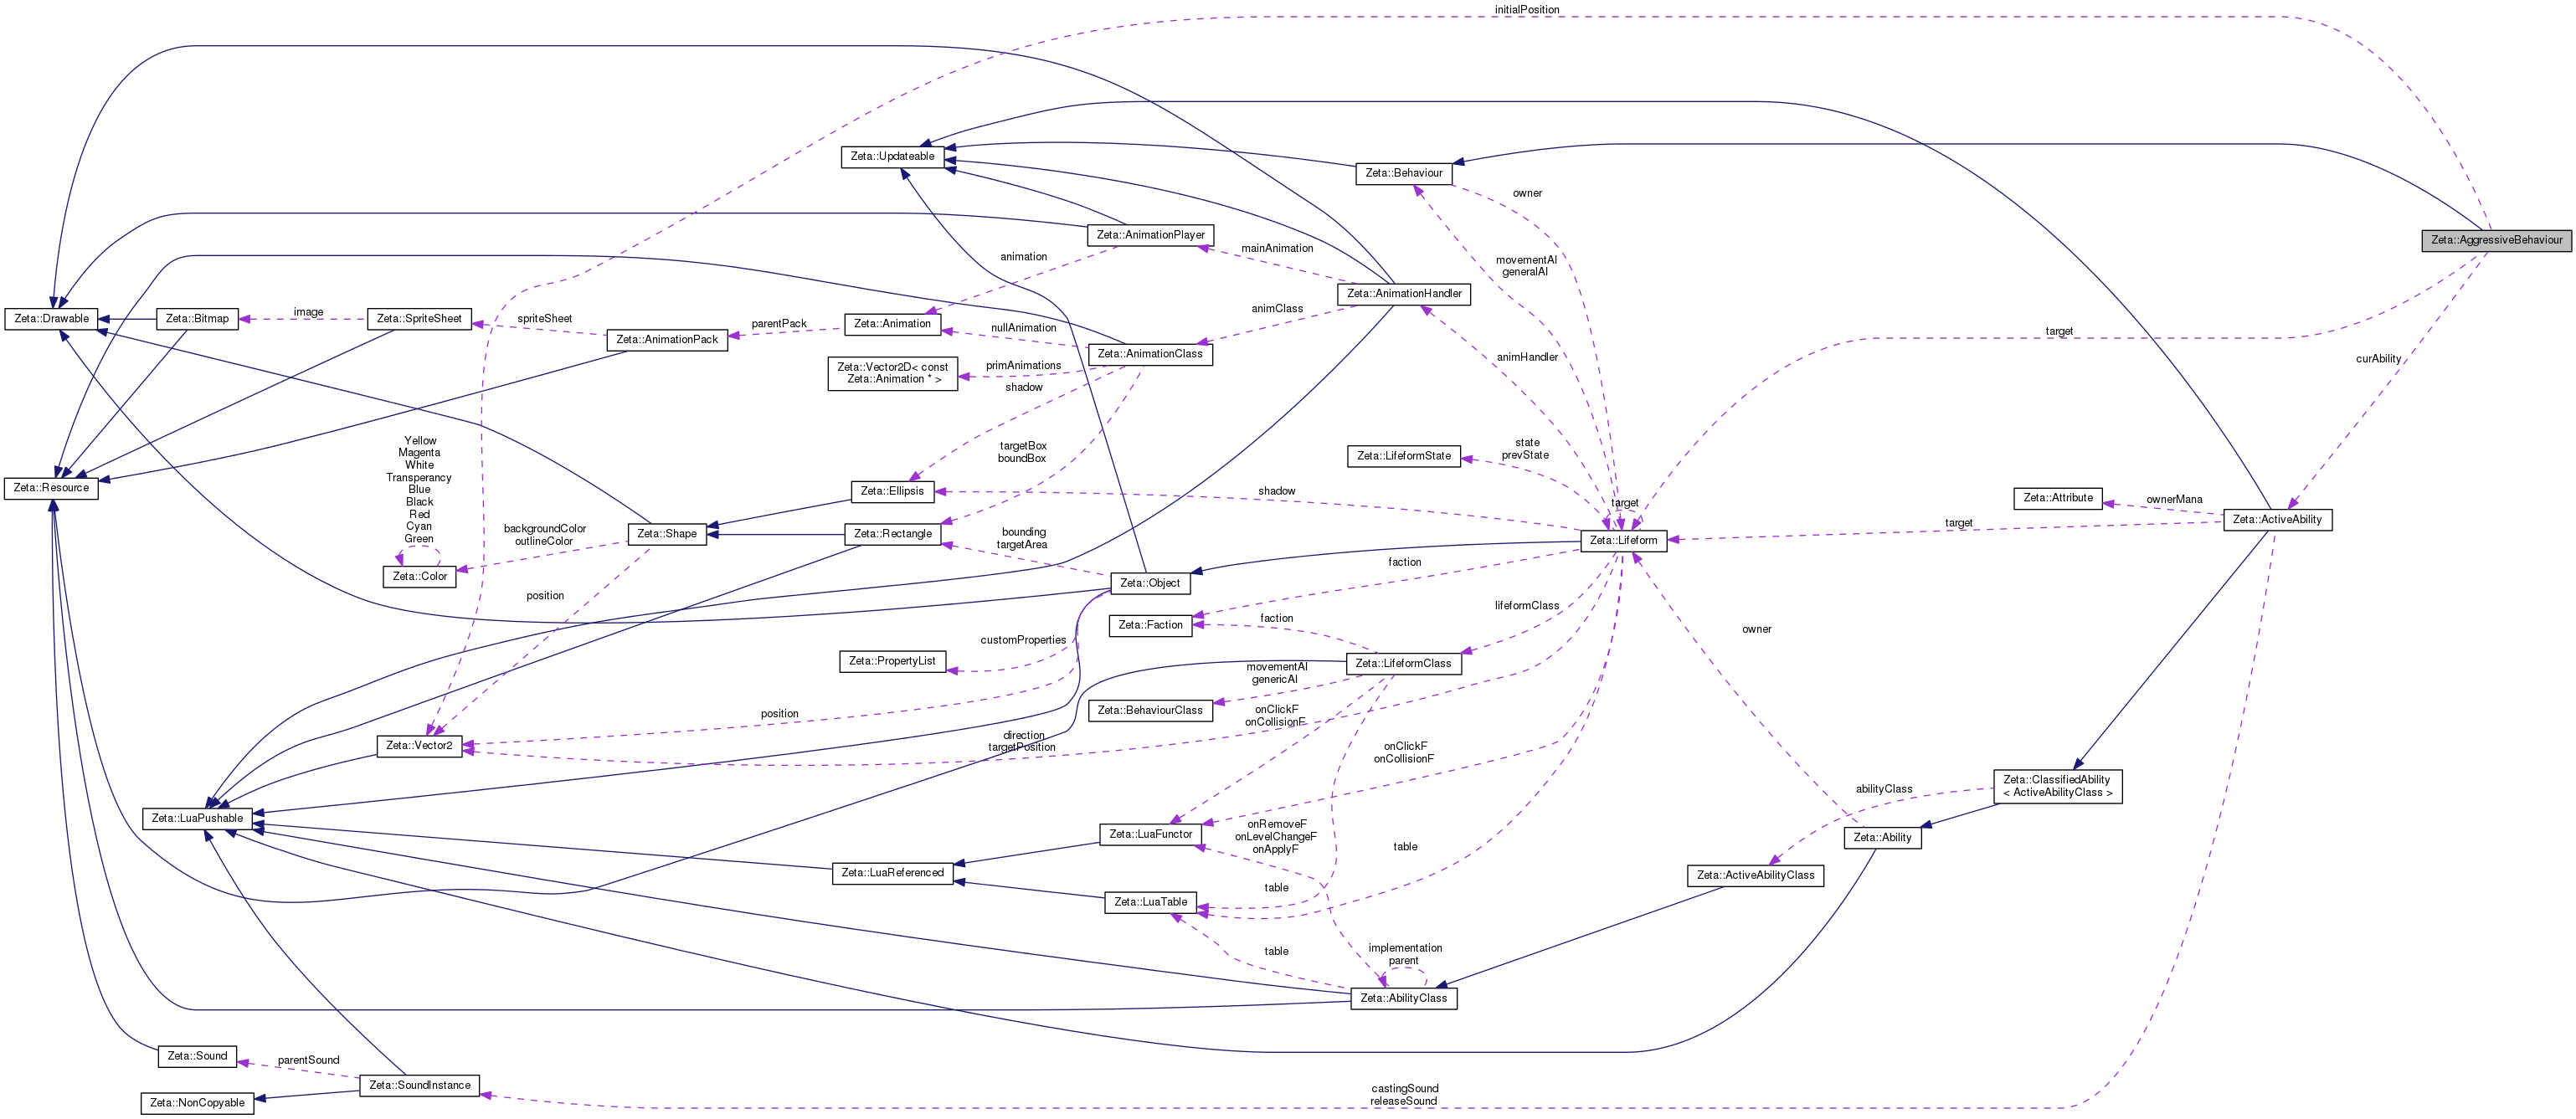 initialPosition
Zeta::Updateable
Zeta::Behaviour
owner
Zeta::AnimationPlayer
Zeta::AggressiveBehaviour
mainAnimation
animation
movementAI
generalAI
Zeta::AnimationHandler
Zeta::Drawable
Zeta::Bitmap
image
Zeta::SpriteSheet
spriteSheet
Zeta::AnimationPack
parentPack
Zeta::Animation
nullAnimation
animClass
Zeta::AnimationClass
target
curAbility
animHandler
Zeta::Vector2D< const
Zeta::Animation * >
primAnimations
shadow
Yellow
Magenta
White
Transperancy
Blue
Black
Red
Cyan
Green
targetBox
boundBox
Zeta::LifeformState
state
prevState
Zeta::Resource
Zeta::Ellipsis
shadow
target
Zeta::Attribute
ownerMana
Zeta::ActiveAbility
target
backgroundColor
outlineColor
Zeta::Shape
Zeta::Rectangle
bounding
targetArea
Zeta::Lifeform
Zeta::Color
Zeta::Object
faction
position
lifeformClass
Zeta::Faction
faction
owner
customProperties
Zeta::PropertyList
Zeta::LifeformClass
movementAI
genericAI
Zeta::BehaviourClass
position
onClickF
onCollisionF
direction
targetPosition
Zeta::Vector2
onClickF
onCollisionF
Zeta::ClassifiedAbility
< ActiveAbilityClass >
abilityClass
Zeta::LuaPushable
Zeta::LuaFunctor
onRemoveF
onLevelChangeF
onApplyF
table
Zeta::Ability
Zeta::LuaReferenced
Zeta::ActiveAbilityClass
table
Zeta::LuaTable
table
implementation
parent
Zeta::AbilityClass
Zeta::Sound
parentSound
Zeta::SoundInstance
castingSound
releaseSound
Zeta::NonCopyable